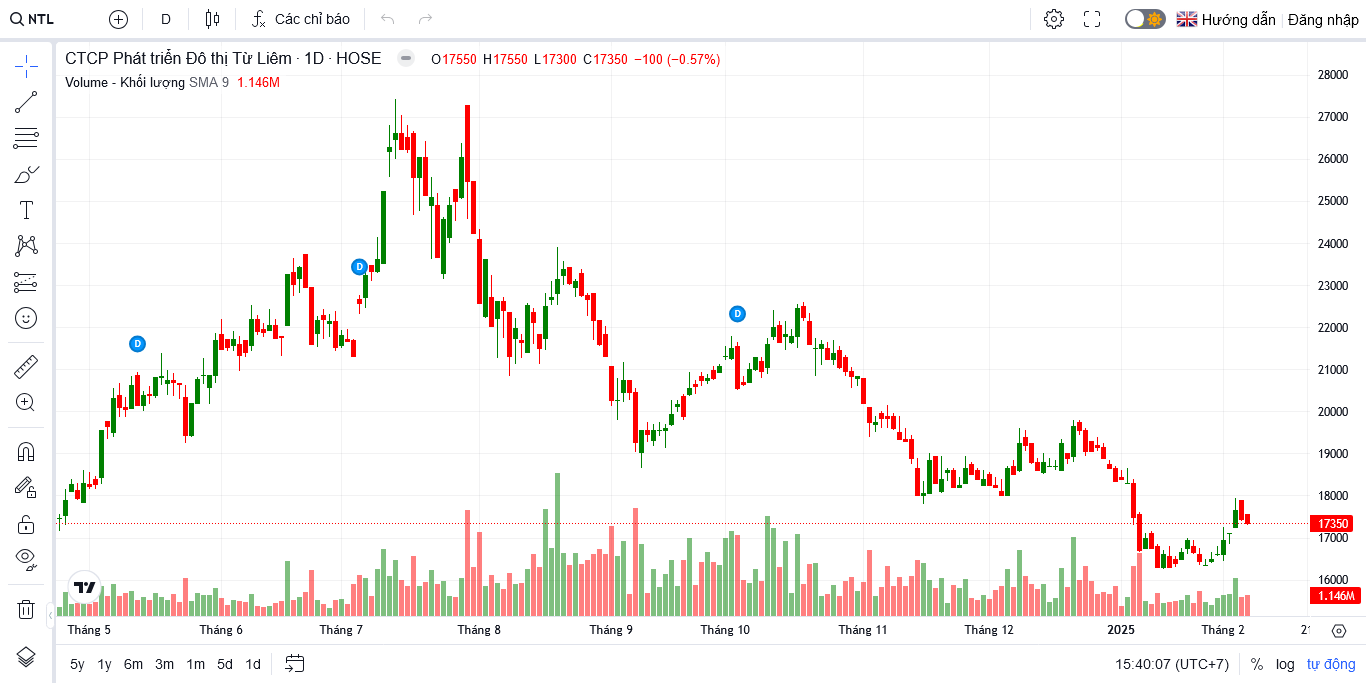 NTL D Các chỉ báo Hướng dẫn Đăng nhập
CTCP Phát triển Đô thị Từ Liêm · 1D · HOSE O17550 H17550 L17300 C17350 −100 (−0.57%)
Volume - Khối lượng SMA 9 1.146M
28000
27000
26000
25000
24000
D
23000
D
22000
D
21000
20000
19000
18000
17350
17000
16000
1.146M
Tháng 5 Tháng 6 Tháng 7 Tháng 8 Tháng 9 Tháng 10 Tháng 11 Tháng 12 2025 Tháng 2
5y 1y 6m 3m 1m 5d 1d 15:40:07 (UTC+7) % log tự động